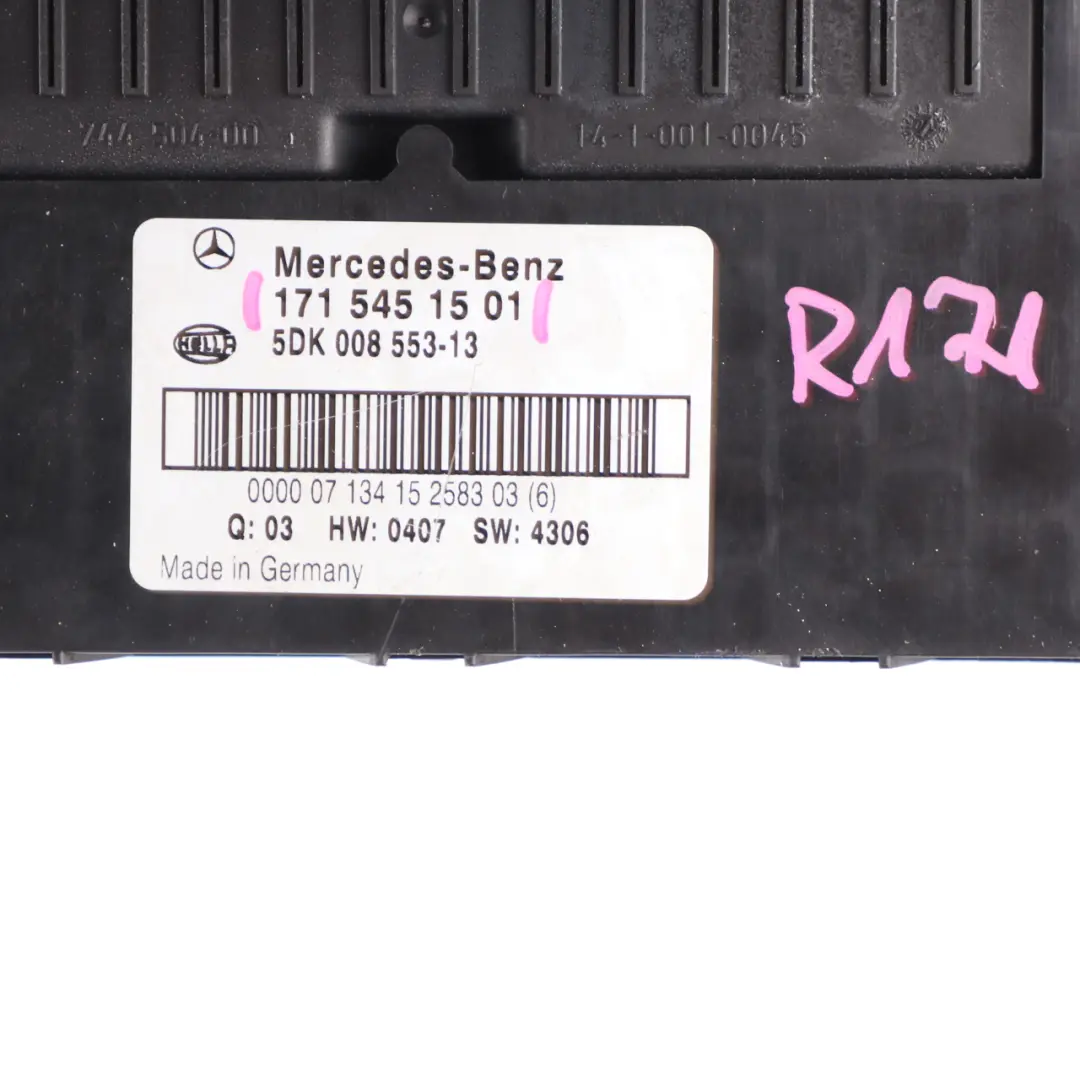 744 504-00
14-1-001-0045
Mercedes-Benz
171 545 15 01
HELLA
5DK 008 553-13
0000 07 134 15 2583 03 (6)
Q: 03 HW: 0407 SW: 4306
Made in Germany
R171